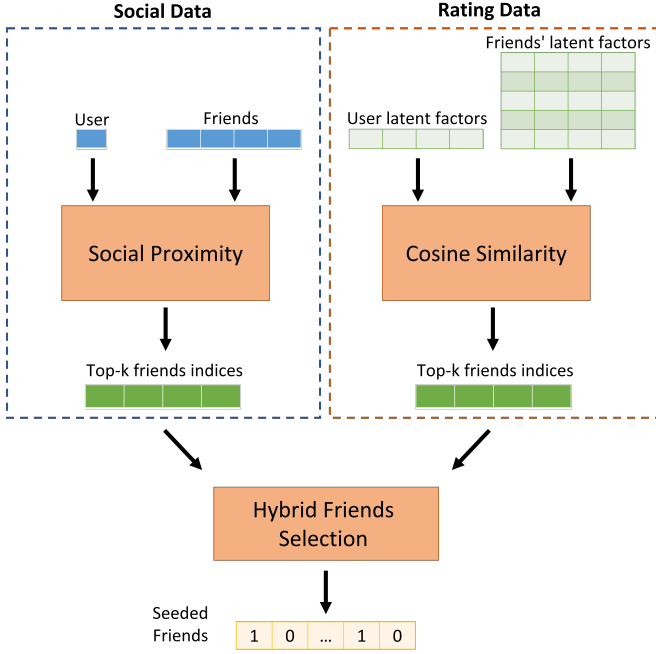 Social Data
Rating Data
Friends' latent factors
User
Friends
User latent factors
Social Proximity
Cosine Similarity
Top-k friends indices
Top-k friends indices
Hybrid Friends
Selection
Seeded
Friends
1 0 ... 1 0